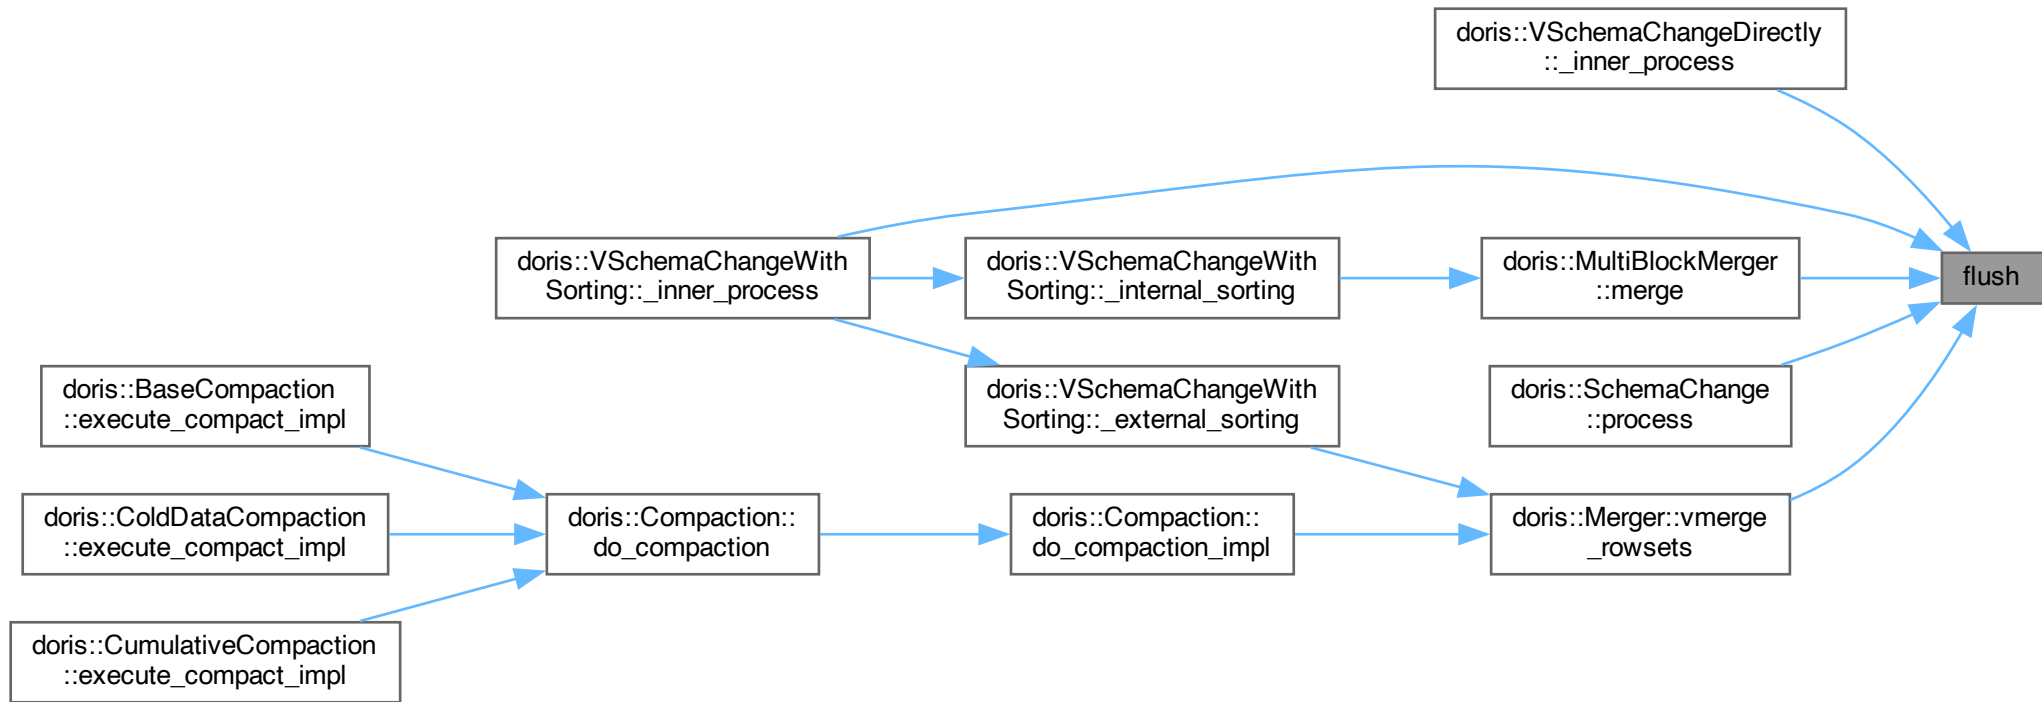 doris::VSchemaChangeDirectly
::_inner_process
doris::VSchemaChangeWith
Sorting::_inner_process
doris::VSchemaChangeWith
Sorting::_internal_sorting
doris::MultiBlockMerger
::merge
flush
doris::BaseCompaction
::execute_compact_impl
doris::VSchemaChangeWith
Sorting::_external_sorting
doris::SchemaChange
::process
doris::ColdDataCompaction
::execute_compact_impl
doris::Compaction::
do_compaction
doris::Compaction::
do_compaction_impl
doris::Merger::vmerge
_rowsets
doris::CumulativeCompaction
::execute_compact_impl